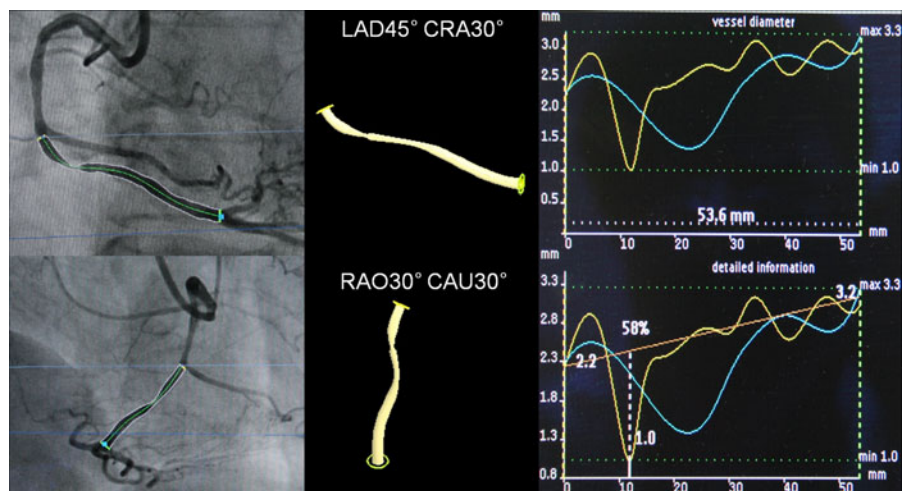 LAD45° CRA30°
mm
vessel diameter
max 3.3
3.0
2.5
2.0
1.5
1.0
min 1.0
0.5
53.6 mm
mm
0 10 20 30 40 50
RAO30° CAU30°
mm
detailed information
3.3
max 3.3
3.2
2.8
58%
2.3
2.2
1.8
1.3
1.0
min 1.0
0.8
mm
0 10 20 30 40 50